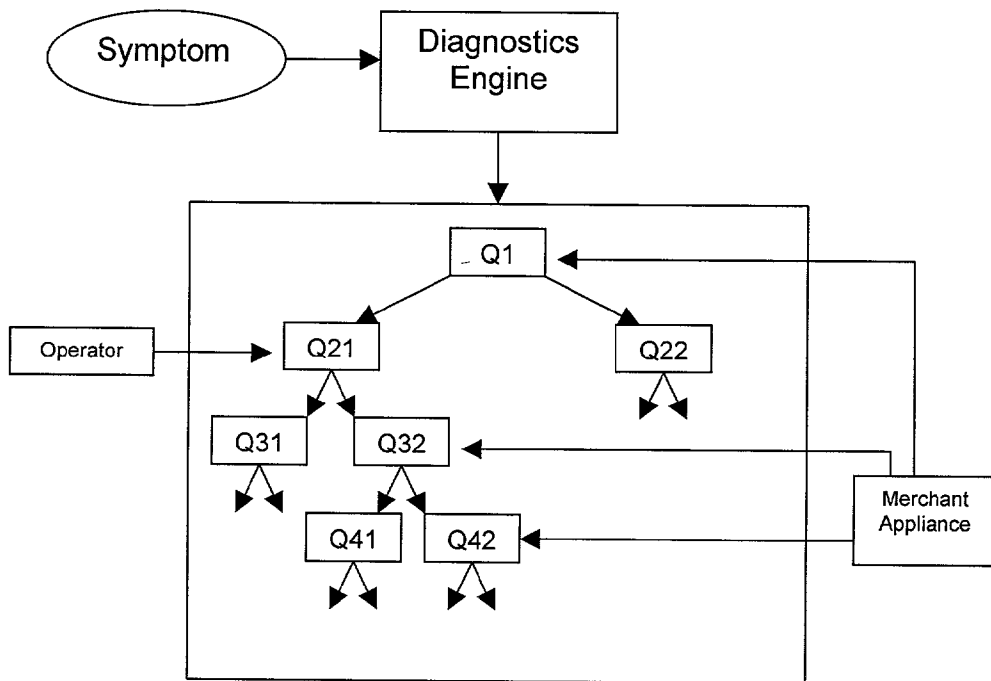 Symptom
Diagnostics
Engine
Q1
Operator
Q21
Q22
Q31
Q32
Merchant
Appliance
Q41
Q42